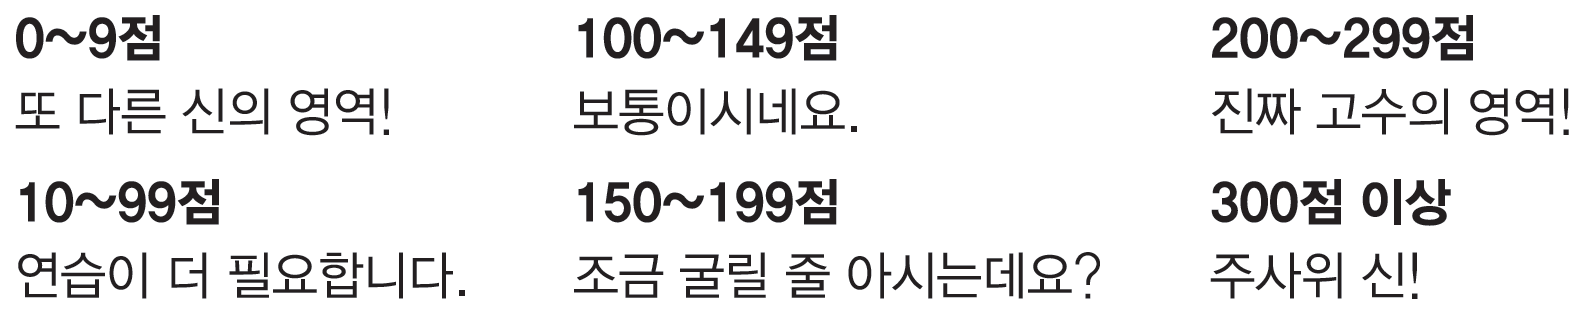 0~9점
또 다른 신의 영역!
10~99점
연습이 더 필요합니다.
100~149점
보통이시네요.
150~199점
조금 굴릴 줄 아시는데요?
200~299점
진짜 고수의 영역!
300점 이상
주사위 신!